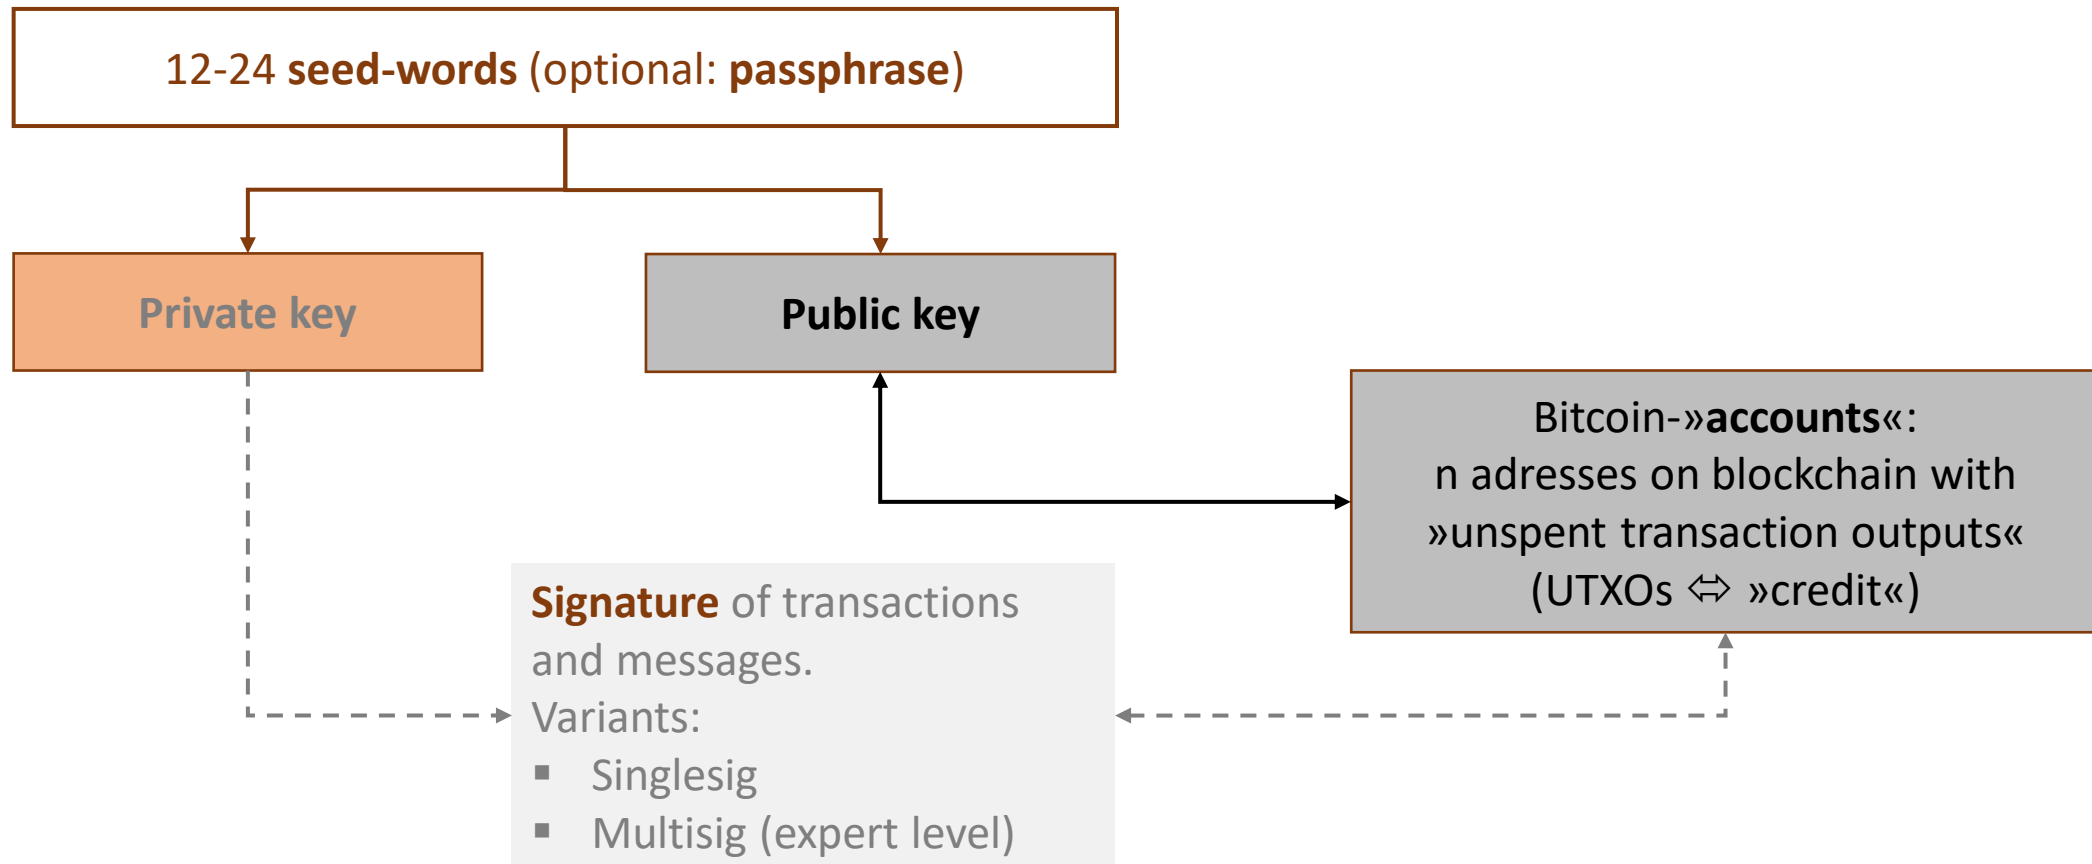 12-24 seed-words (optional: passphrase)
Private key
Public key
Bitcoin-»accounts«:
n adresses on blockchain with
»unspent transaction outputs«
(UTXOs ⬄ »credit«)
Signature of transactions
and messages.
Variants:
▪ Singlesig
▪ Multisig (expert level)